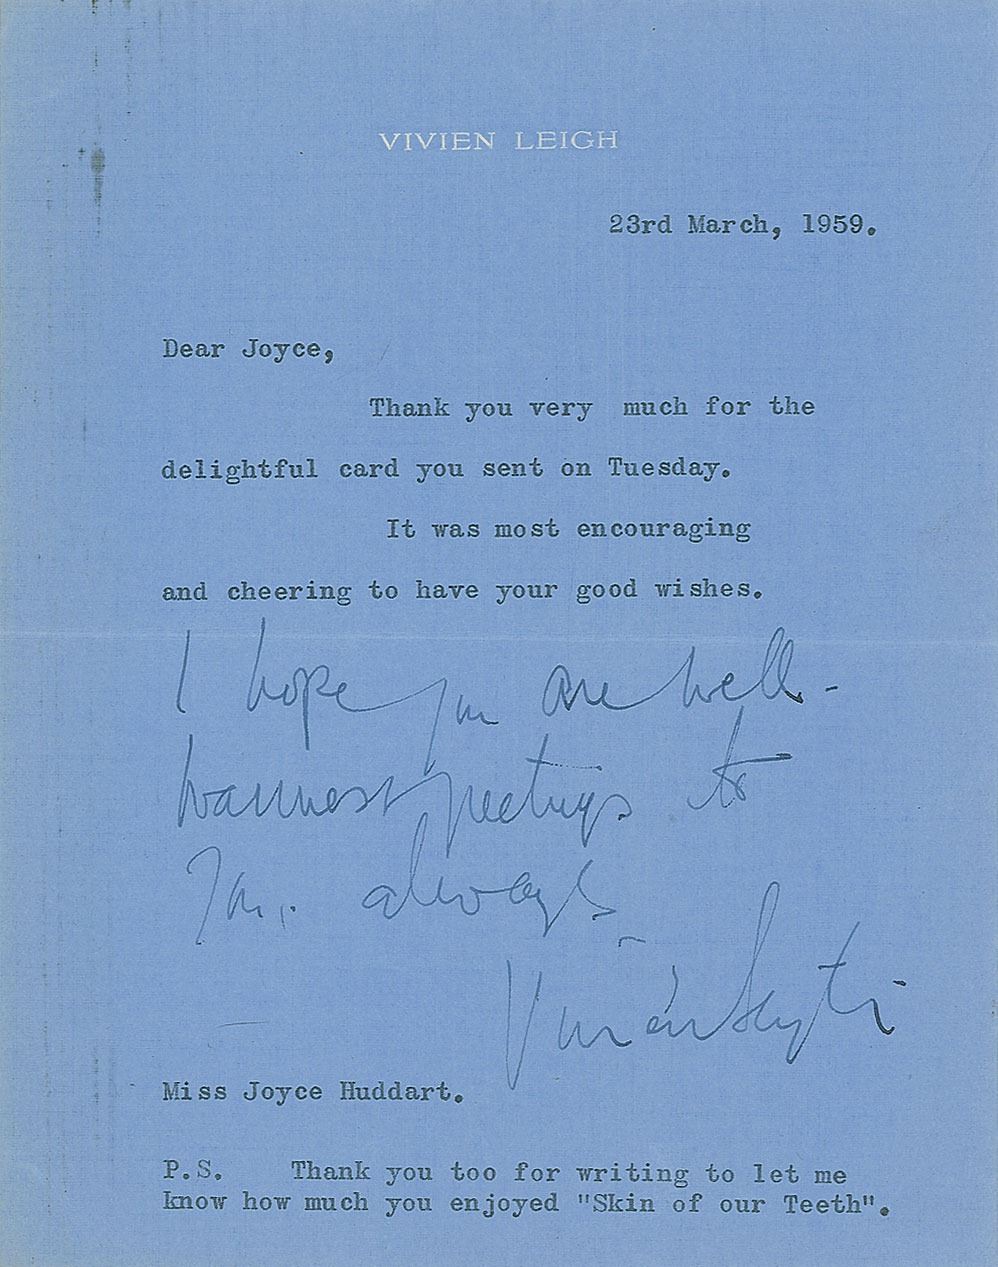 VIVIEN LEIGH
23rd March, 1959.
Dear Joyce,
Thank you very much for the
delightful card you sent on Tuesday.
It was most encouraging
and cheering to have your good wishes.
I hope you are well -
warmest greetings to
you. always
Vivien Leigh
Miss Joyce Huddart.
P.S. Thank you too for writing to let me
know how much you enjoyed "Skin of our Teeth".